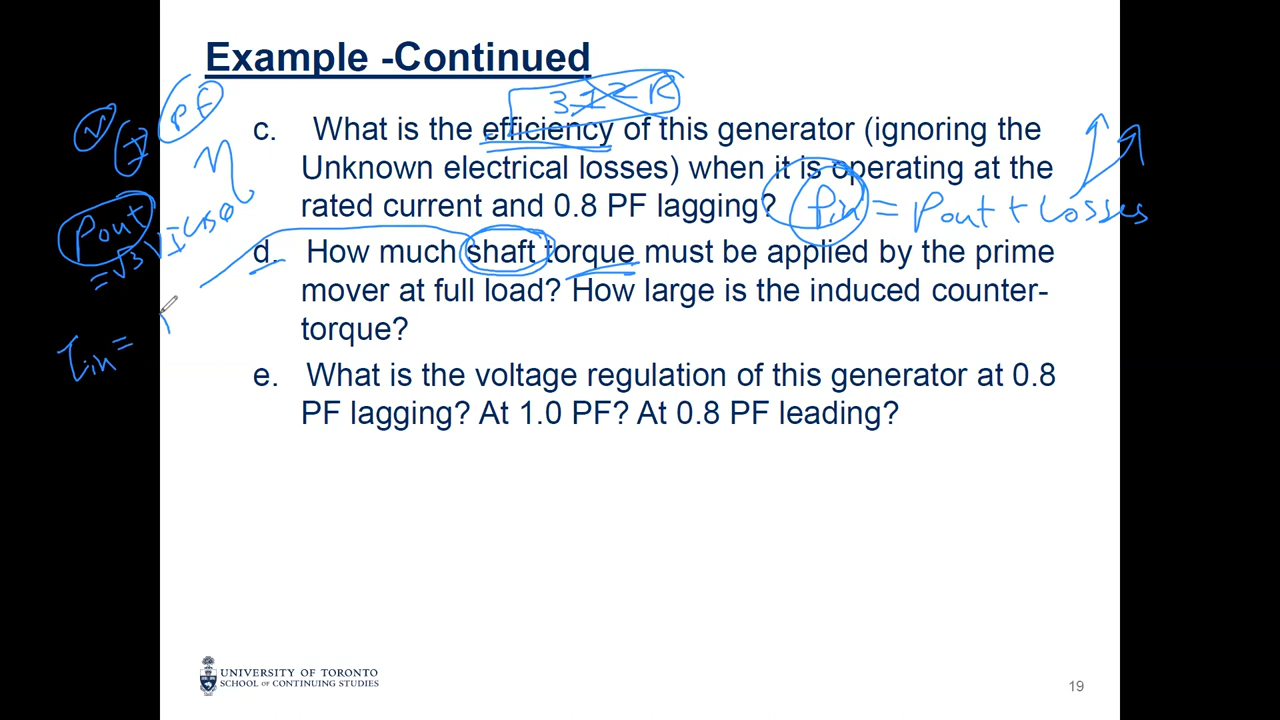 Example -Continued
3I²R
c. What is the efficiency of this generator (ignoring the
Unknown electrical losses) when it is operating at the
rated current and 0.8 PF lagging?
Pin = Pout + Losses
d. How much shaft torque must be applied by the prime
mover at full load? How large is the induced counter-
torque?
e. What is the voltage regulation of this generator at 0.8
PF lagging? At 1.0 PF? At 0.8 PF leading?
V
I
PF
η
Pout
= √3 V I cos θ
τin =
UNIVERSITY OF TORONTO
SCHOOL OF CONTINUING STUDIES
19